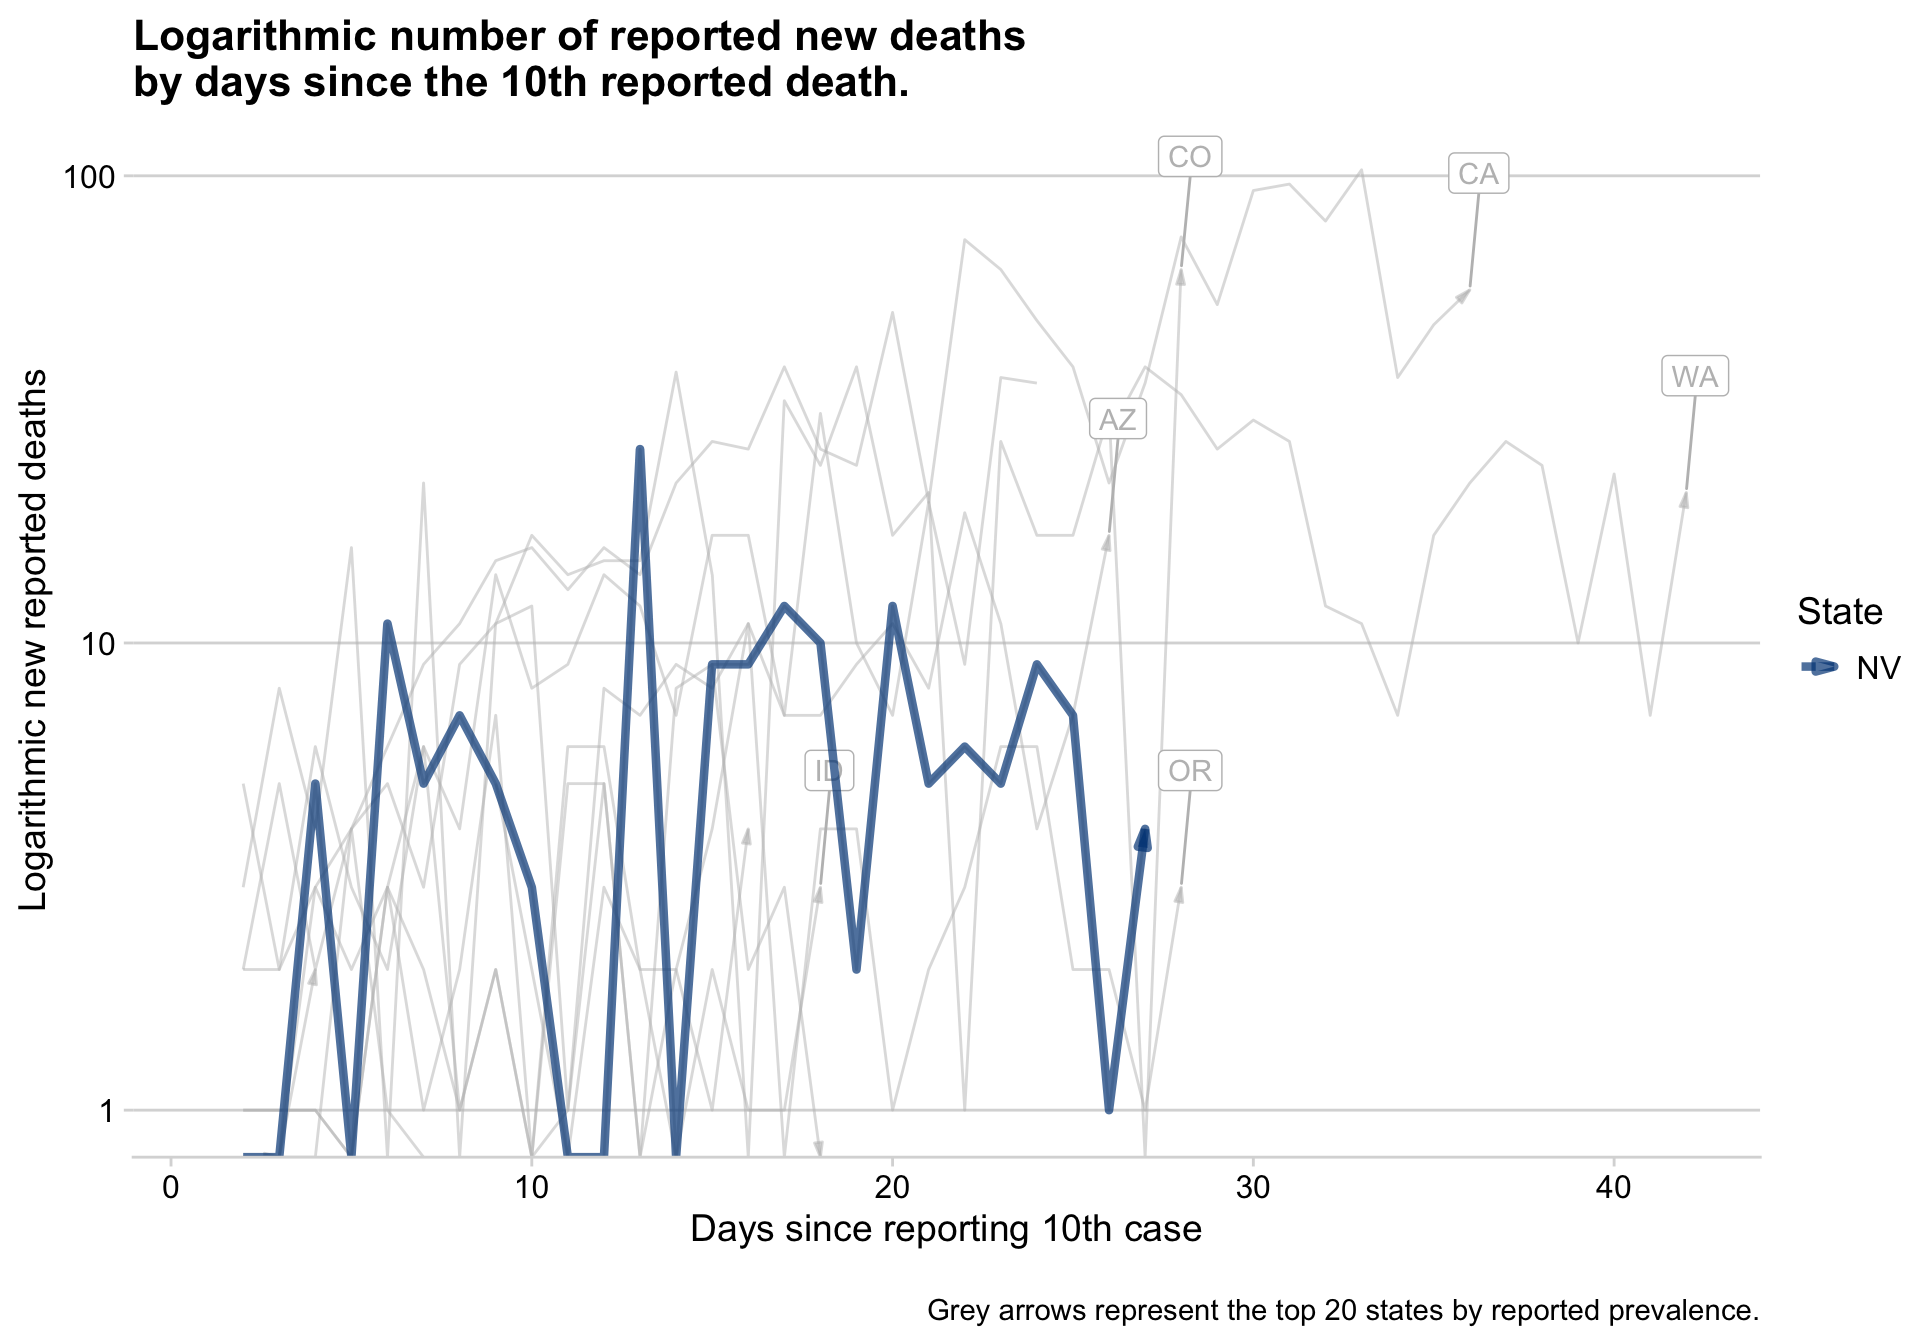 Logarithmic number of reported new deaths
by days since the 10th reported death.
CO
CA
100
WA
AZ
Logarithmic new reported deaths
State
10
NV
ID
OR
1
0 10 20 30 40
Days since reporting 10th case
Grey arrows represent the top 20 states by reported prevalence.